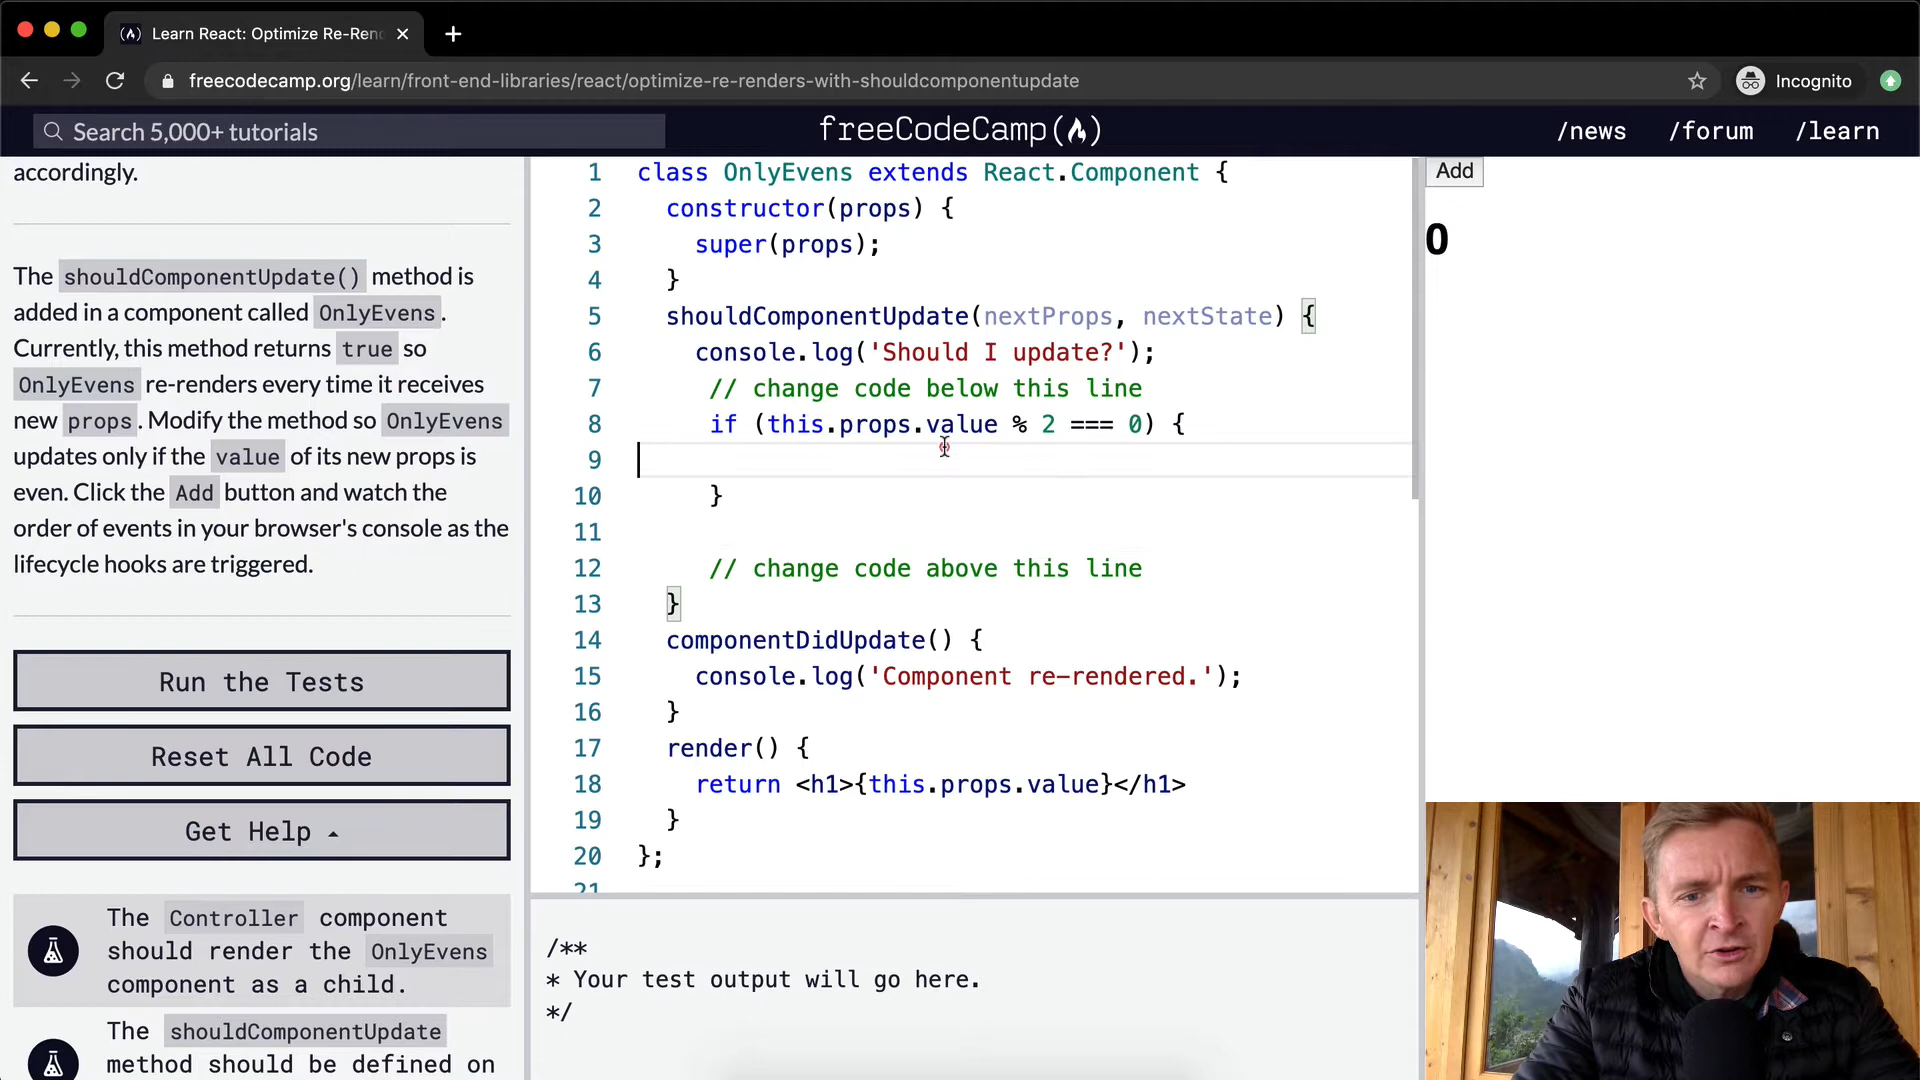 Learn React: Optimize Re-Ren
freecodecamp.org/learn/front-end-libraries/react/optimize-re-renders-with-shouldcomponentupdate
Incognito
Search 5,000+ tutorials
freeCodeCamp
/news
/forum
/learn
accordingly.
The shouldComponentUpdate() method is
added in a component called OnlyEvens.
Currently, this method returns true so
OnlyEvens re-renders every time it receives
new props. Modify the method so OnlyEvens
updates only if the value of its new props is
even. Click the Add button and watch the
order of events in your browser's console as the
lifecycle hooks are triggered.
Run the Tests
Reset All Code
Get Help
The Controller component
should render the OnlyEvens
component as a child.
The shouldComponentUpdate
method should be defined on
1 class OnlyEvens extends React.Component {
2 constructor(props) {
3 super(props);
4 }
5 shouldComponentUpdate(nextProps, nextState) {
6 console.log('Should I update?');
7 // change code below this line
8 if (this.props.value % 2 === 0) {
9
10 }
11
12 // change code above this line
13 }
14 componentDidUpdate() {
15 console.log('Component re-rendered.');
16 }
17 render() {
18 return <h1>{this.props.value}</h1>
19 }
20 };
21
/**
* Your test output will go here.
*/
Add
0